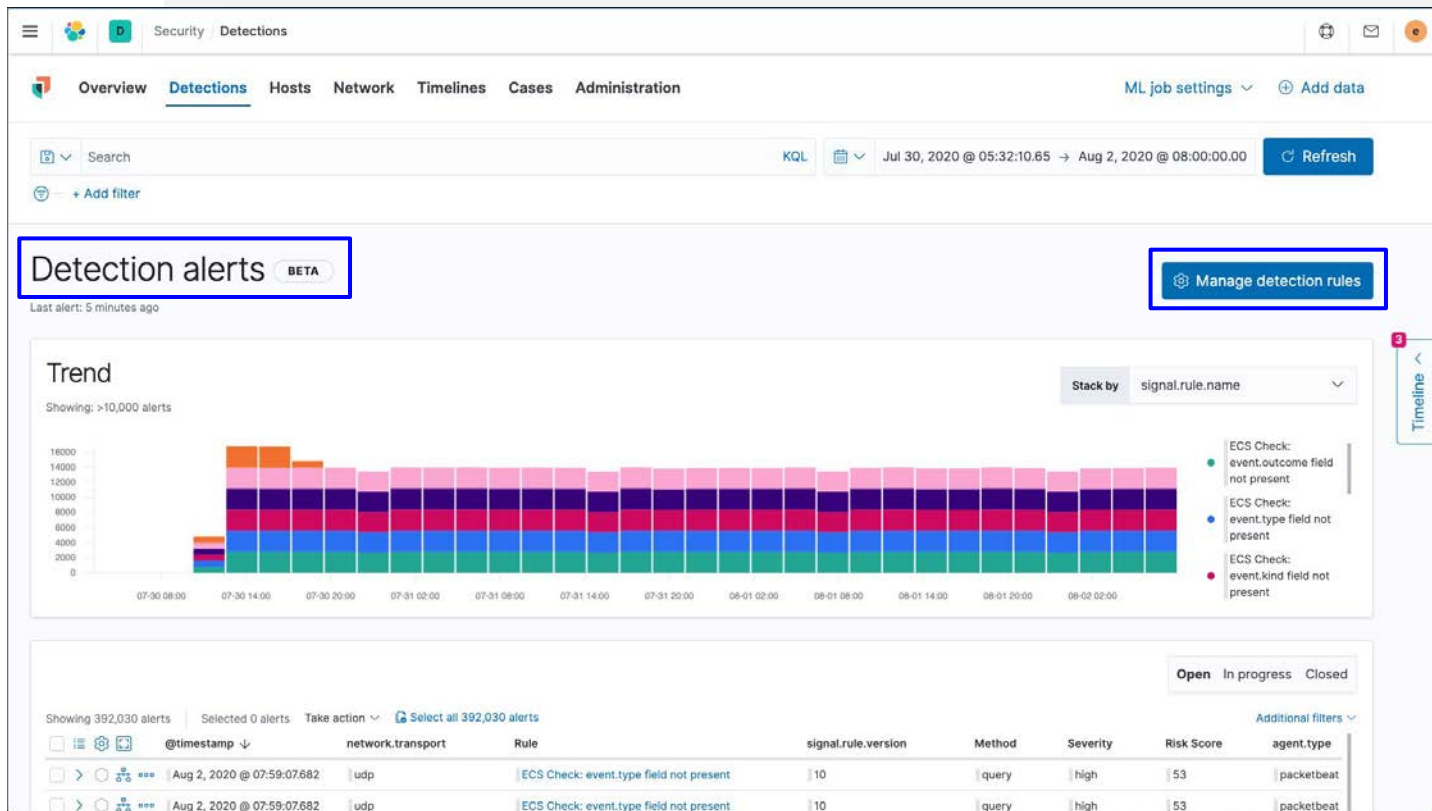 D Security / Detections e
Overview Detections Hosts Network Timelines Cases Administration ML job settings Add data
Search KQL Jul 30, 2020 @ 05:32:10.65 → Aug 2, 2020 @ 08:00:00.00 Refresh
+ Add filter
Detection alerts BETA
Manage detection rules
Last alert: 5 minutes ago
3
Timeline
Trend
Stack by signal.rule.name
Showing: >10,000 alerts
16000
14000
12000
10000
8000
6000
4000
2000
0
07-30 08:00 07-30 14:00 07-30 20:00 07-31 02:00 07-31 08:00 07-31 14:00 07-31 20:00 08-01 02:00 08-01 08:00 08-01 14:00 08-01 20:00 08-02 02:00
ECS Check:
event.outcome field
not present
ECS Check:
event.type field not
present
ECS Check:
event.kind field not
present
Open In progress Closed
Showing 392,030 alerts Selected 0 alerts Take action Select all 392,030 alerts Additional filters
@timestamp ↓ network.transport Rule signal.rule.version Method Severity Risk Score agent.type
Aug 2, 2020 @ 07:59:07.682 udp ECS Check: event.type field not present 10 query high 53 packetbeat
Aug 2, 2020 @ 07:59:07.682 udp ECS Check: event.type field not present 10 query high 53 packetbeat